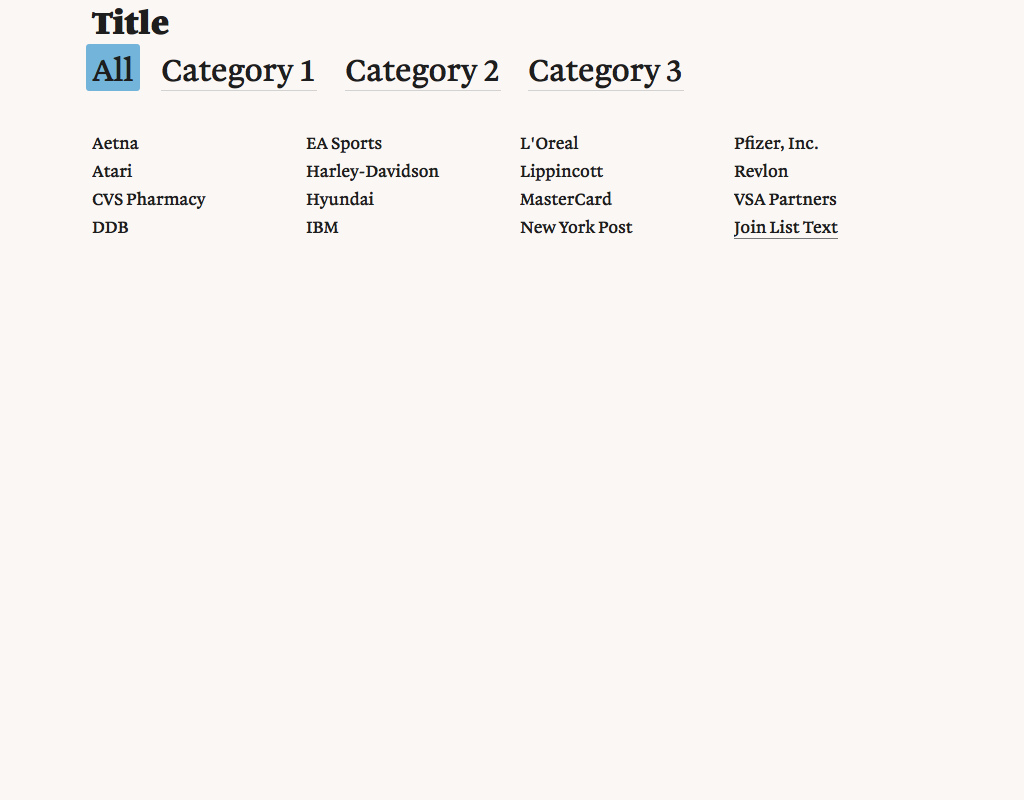 Title
All Category 1 Category 2 Category 3
Aetna EA Sports L'Oreal Pfizer, Inc.
Atari Harley-Davidson Lippincott Revlon
CVS Pharmacy Hyundai MasterCard VSA Partners
DDB IBM New York Post Join List Text